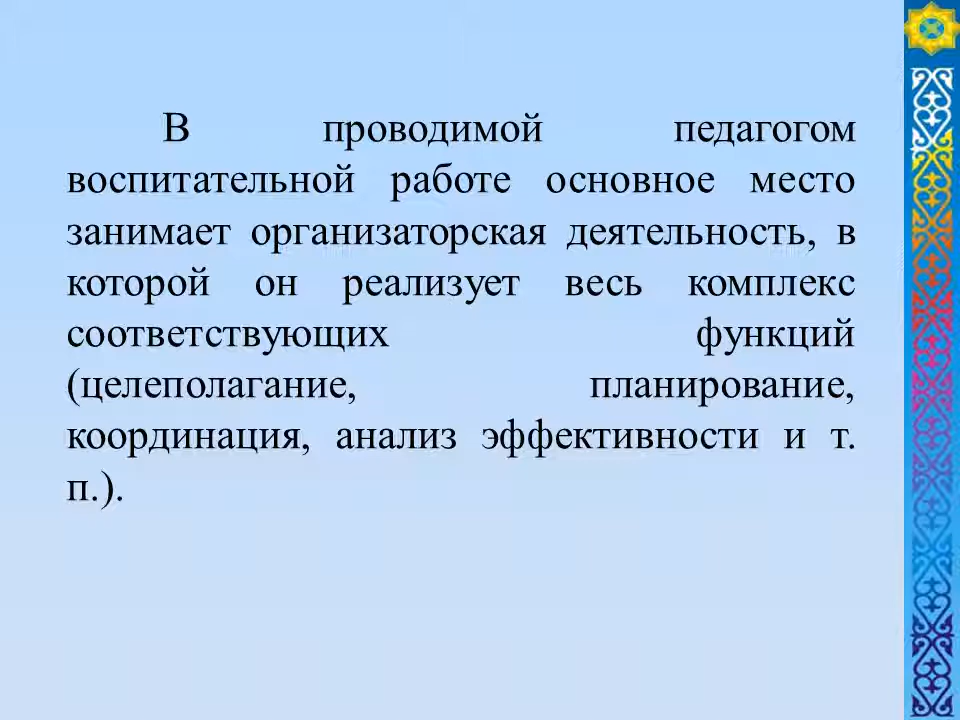 В проводимой педагогом
воспитательной работе основное место
занимает организаторская деятельность, в
которой он реализует весь комплекс
соответствующих функций
(целеполагание, планирование,
координация, анализ эффективности и т.
п.).